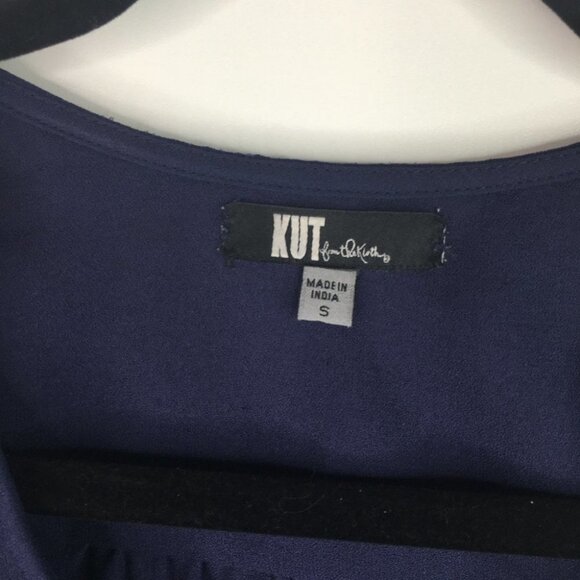 KUT from the Kloth
MADE IN
INDIA
S